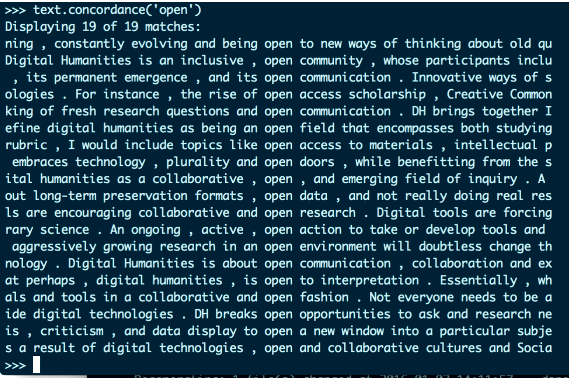 >>> text.concordance('open')
Displaying 19 of 19 matches:
ning , constantly evolving and being open to new ways of thinking about old qu
Digital Humanities is an inclusive , open community , whose participants inclu
 , its permanent emergence , and its open communication . Innovative ways of s
ologies . For instance , the rise of open access scholarship , Creative Common
king of fresh research questions and open communication . DH brings together I
efine digital humanities as being an open field that encompasses both studying
rubric , I would include topics like open access to materials , intellectual p
 embraces technology , plurality and open doors , while benefitting from the s
ital humanities as a collaborative , open , and emerging field of inquiry . A
out long-term preservation formats , open data , and not really doing real res
ls are encouraging collaborative and open research . Digital tools are forcing
rary science . An ongoing , active , open action to take or develop tools and
 aggressively growing research in an open environment will doubtless change th
nology . Digital Humanities is about open communication , collaboration and ex
at perhaps , digital humanities , is open to interpretation . Essentially , wh
als and tools in a collaborative and open fashion . Not everyone needs to be a
ide digital technologies . DH breaks open opportunities to ask and research ne
is , criticism , and data display to open a new window into a particular subje
s a result of digital technologies , open and collaborative cultures and Socia
>>>